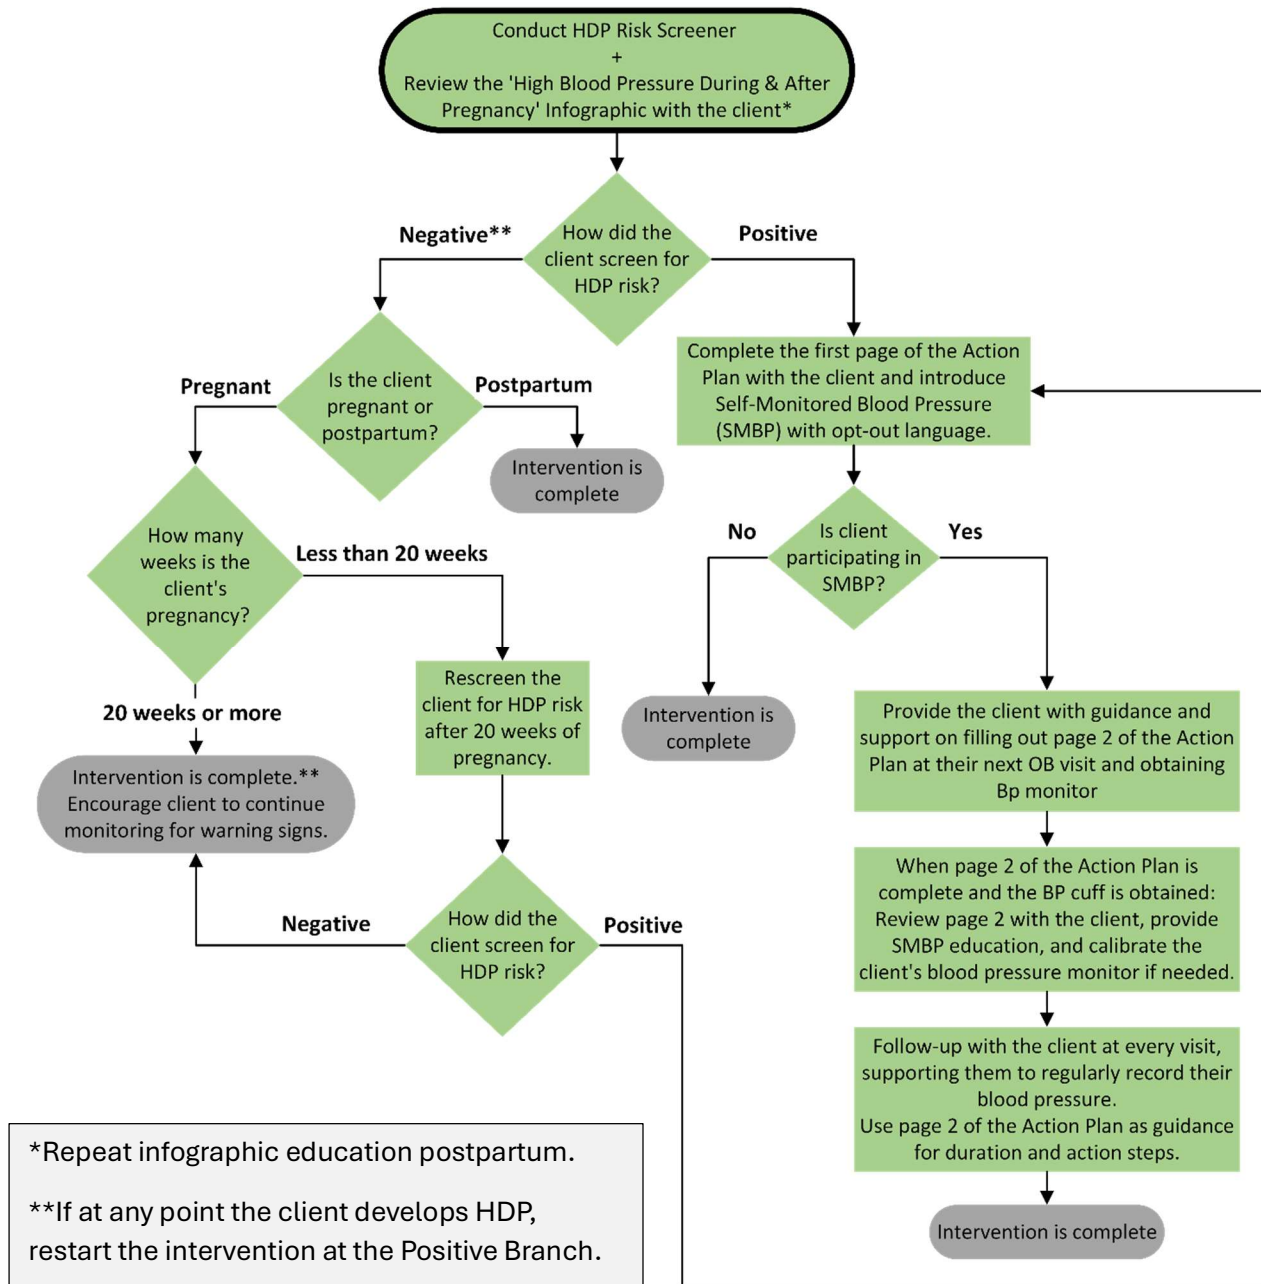 Conduct HDP Risk Screener
+
Review the 'High Blood Pressure During & After
Pregnancy' Infographic with the client*
How did the
client screen for
HDP risk?
Negative**
Positive
Is the client
pregnant or
postpartum?
Pregnant
Postpartum
Intervention is
complete
How many
weeks is the
client's
pregnancy?
Less than 20 weeks
20 weeks or more
Intervention is complete.**
Encourage client to continue
monitoring for warning signs.
Rescreen the
client for HDP risk
after 20 weeks of
pregnancy.
How did the
client screen for
HDP risk?
Negative
Positive
Complete the first page of the Action
Plan with the client and introduce
Self-Monitored Blood Pressure
(SMBP) with opt-out language.
Is client
participating in
SMBP?
No
Yes
Intervention is
complete
Provide the client with guidance and
support on filling out page 2 of the Action
Plan at their next OB visit and obtaining
Bp monitor
When page 2 of the Action Plan is
complete and the BP cuff is obtained:
Review page 2 with the client, provide
SMBP education, and calibrate the
client's blood pressure monitor if needed.
Follow-up with the client at every visit,
supporting them to regularly record their
blood pressure.
Use page 2 of the Action Plan as guidance
for duration and action steps.
Intervention is complete
*Repeat infographic education postpartum.
**If at any point the client develops HDP,
restart the intervention at the Positive Branch.